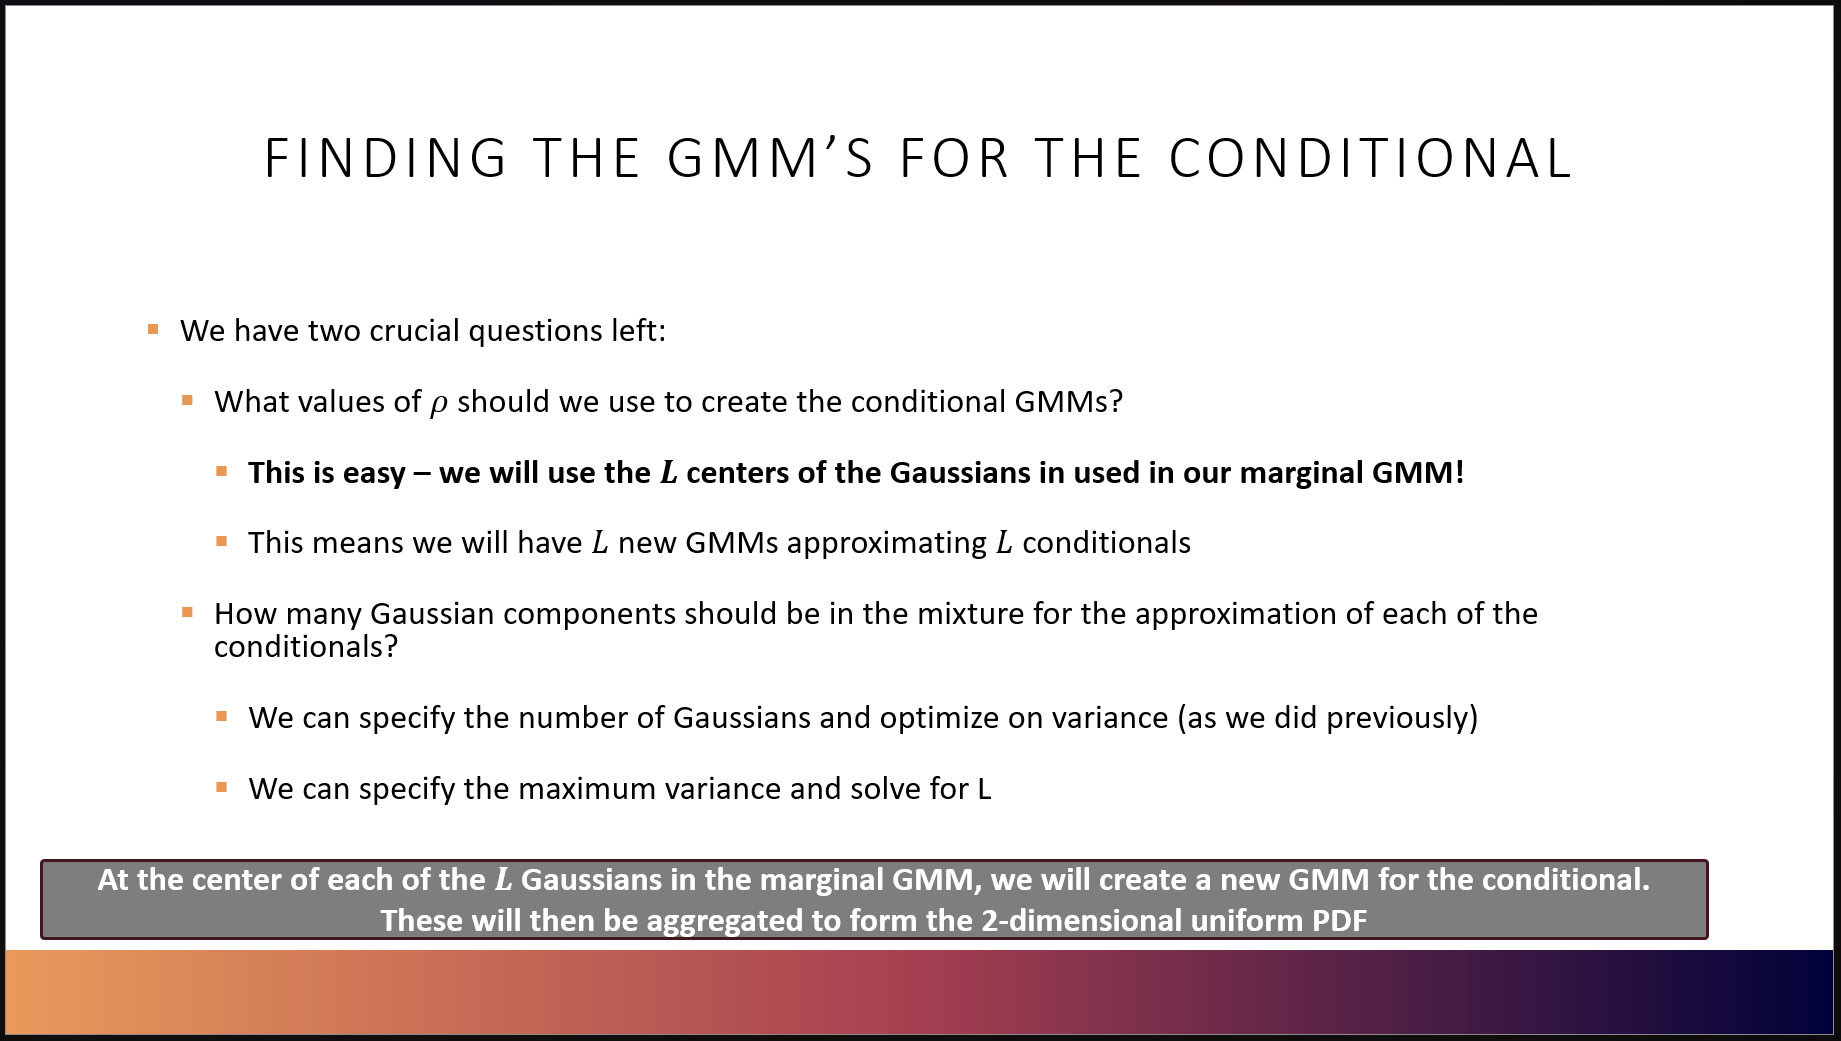 FINDING THE GMM’S FOR THE CONDITIONAL
We have two crucial questions left:
What values of ρ should we use to create the conditional GMMs?
This is easy – we will use the L centers of the Gaussians in used in our marginal GMM!
This means we will have L new GMMs approximating L conditionals
How many Gaussian components should be in the mixture for the approximation of each of the
conditionals?
We can specify the number of Gaussians and optimize on variance (as we did previously)
We can specify the maximum variance and solve for L
At the center of each of the L Gaussians in the marginal GMM, we will create a new GMM for the conditional.
These will then be aggregated to form the 2-dimensional uniform PDF